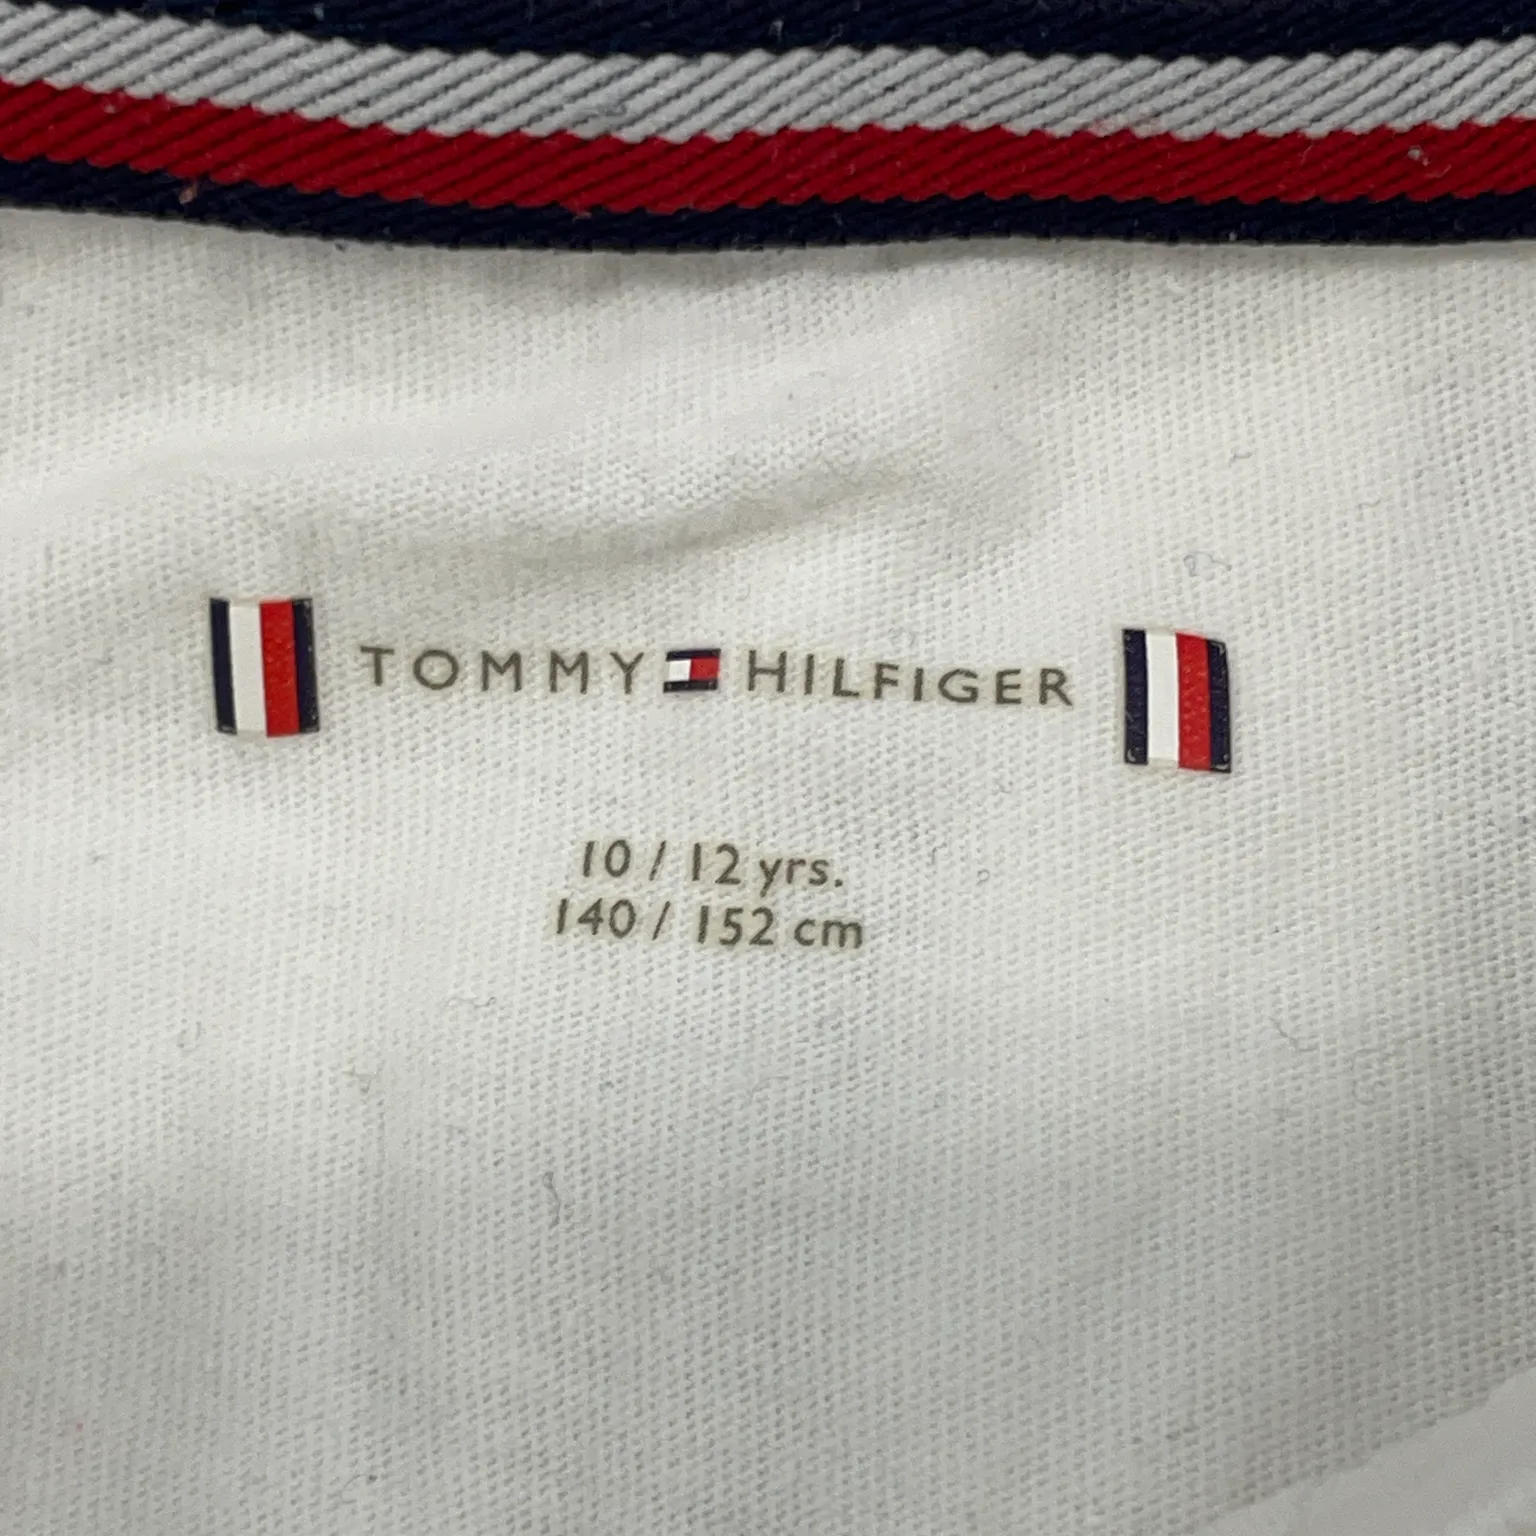 TOMMY HILFIGER
10 / 12 yrs.
140 / 152 cm